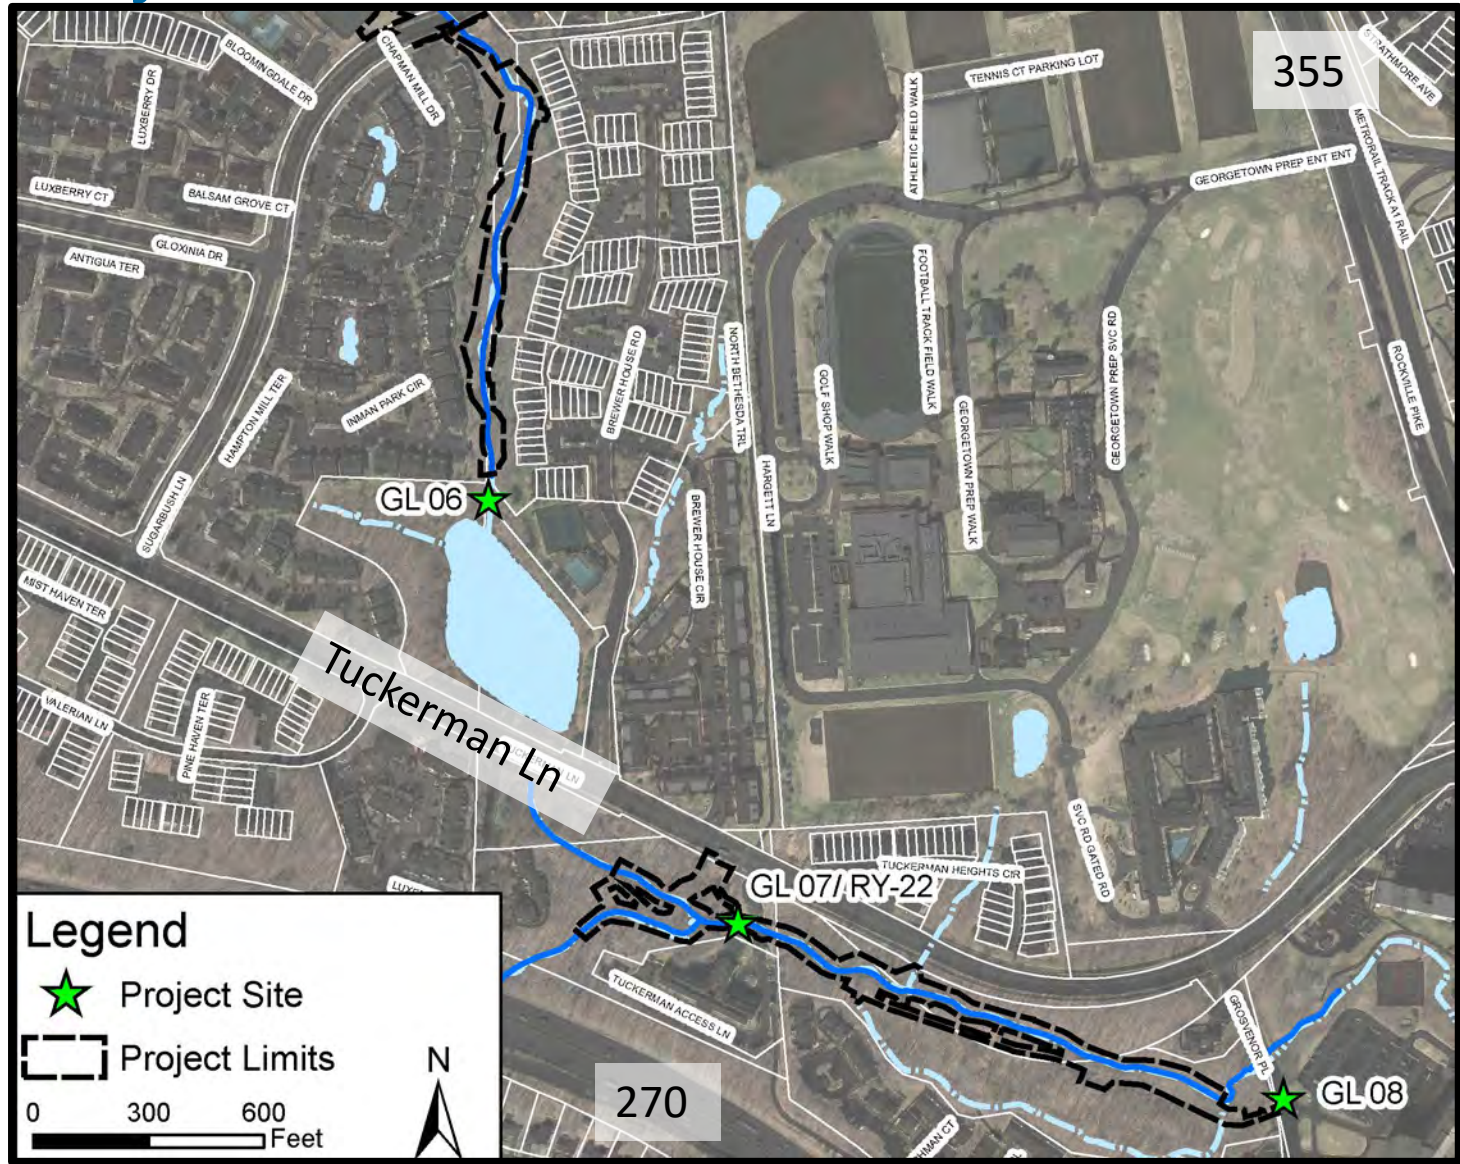 355
STRATHMORE AVE
TENNIS CT PARKING LOT
CHAPMAN MILL DR
BLOOMINGDALE DR
LUXBERRY DR
ATHLETIC FIELD WALK
METRORAIL TRACK A1 RAIL
GEORGETOWN PREP ENT ENT
LUXBERRY CT
BALSAM GROVE CT
GLOXINIA DR
ANTIGUA TER
FOOTBALL TRACK FIELD WALK
GEORGETOWN PREP SVC RD
NORTH BETHESDA TRL
BREWER HOUSE RD
ROCKVILLE PIKE
GOLF SHOP WALK
HAMPTON MILL TER
INMAN PARK CIR
GEORGETOWN PREP WALK
HARGETT LN
SUGARBUSH LN
GL 06
BREWER HOUSE CIR
MIST HAVEN TER
Tuckerman Ln
VALERIAN LN
PINE HAVEN TER
SVC RD GATED RD
TUCKERMAN HEIGHTS CIR
GL 07/ RY-22
TUCKERMAN ACCESS LN
GROSVENOR PL
GL 08
270
Legend
Project Site
Project Limits
N
0 300 600
Feet